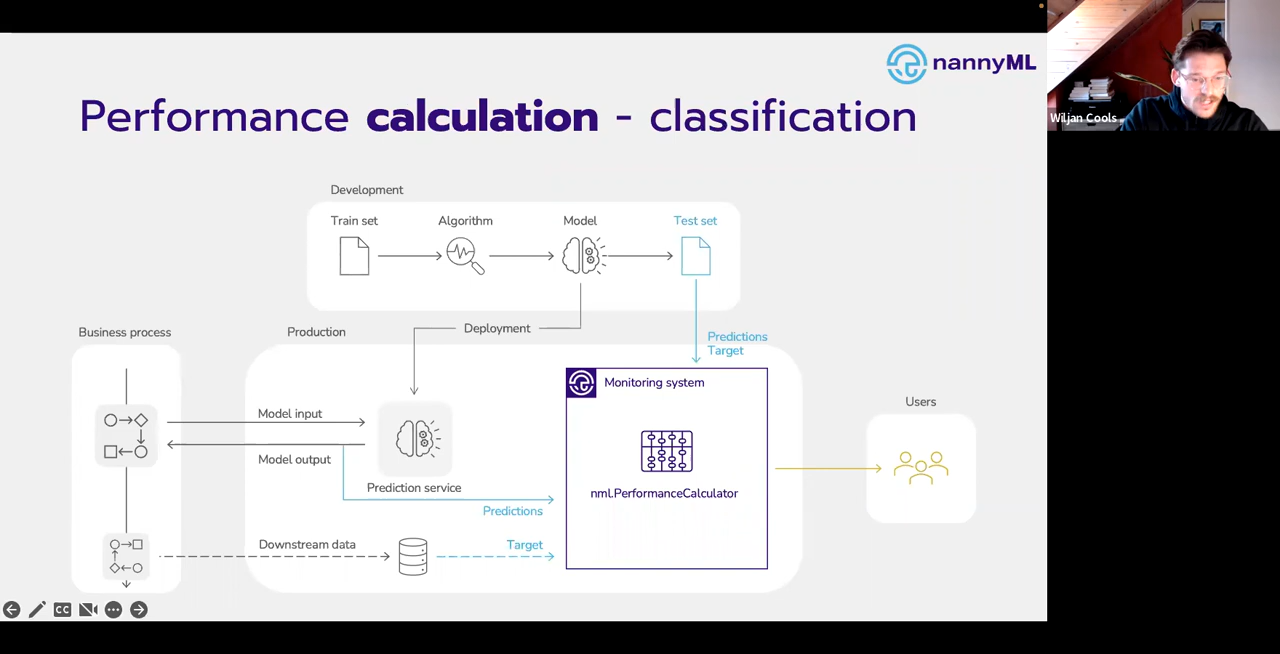 nannyML
Performance calculation - classification
Wiljan Cools
Development
Train set
Algorithm
Model
Test set
Deployment
Predictions
Target
Business process
Production
Monitoring system
Model input
Model output
Prediction service
nml.PerformanceCalculator
Predictions
Downstream data
Target
Users
CC